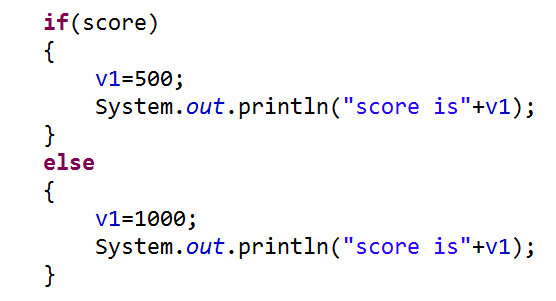 if(score)
{
v1=500;
System.out.println("score is"+v1);
}
else
{
v1=1000;
System.out.println("score is"+v1);
}